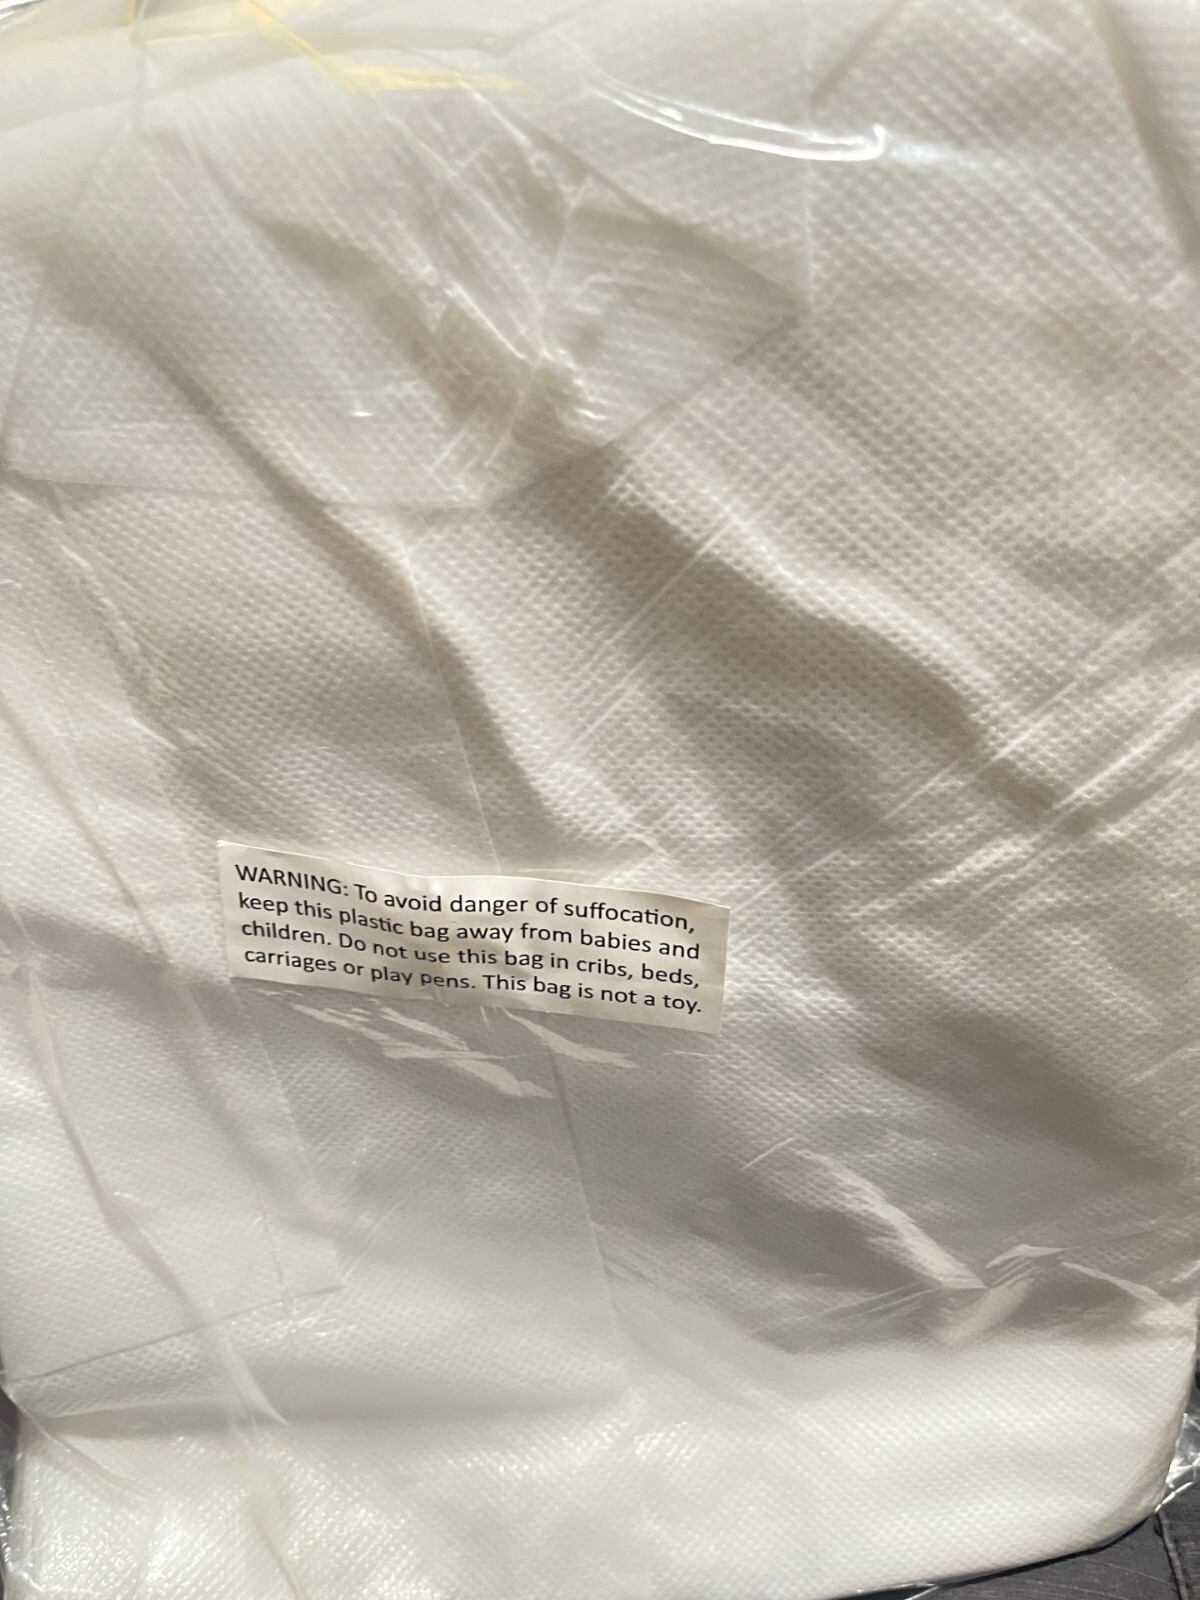 WARNING: To avoid danger of suffocation,
keep this plastic bag away from babies and
children. Do not use this bag in cribs, beds,
carriages or play pens. This bag is not a toy.